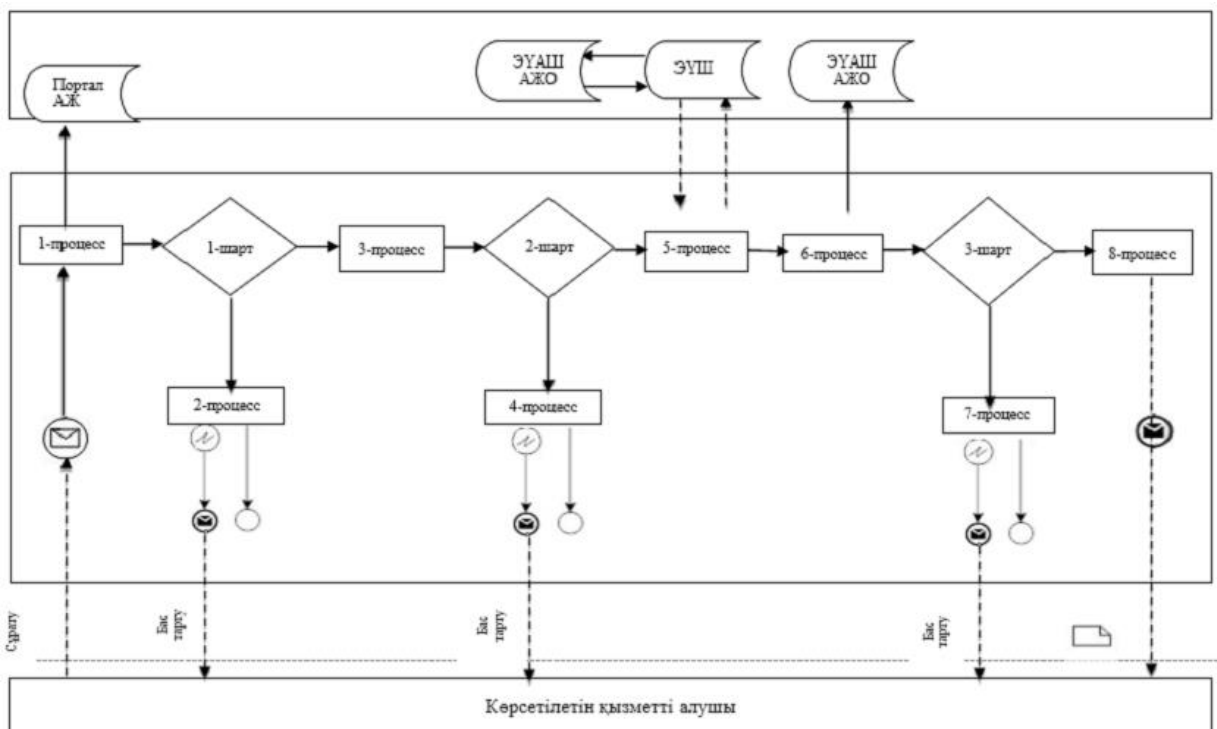 Портал
АЖ
ЭҮАШ
АЖО
ЭҮШ
ЭҮАШ
АЖО
1-процесс
1-шарт
3-процесс
2-шарт
5-процесс
6-процесс
3-шарт
8-процесс
2-процесс
4-процесс
7-процесс
Сұрату
Бас
тарту
Бас
тарту
Бас
тарту
Көрсетілетін қызметті алушы